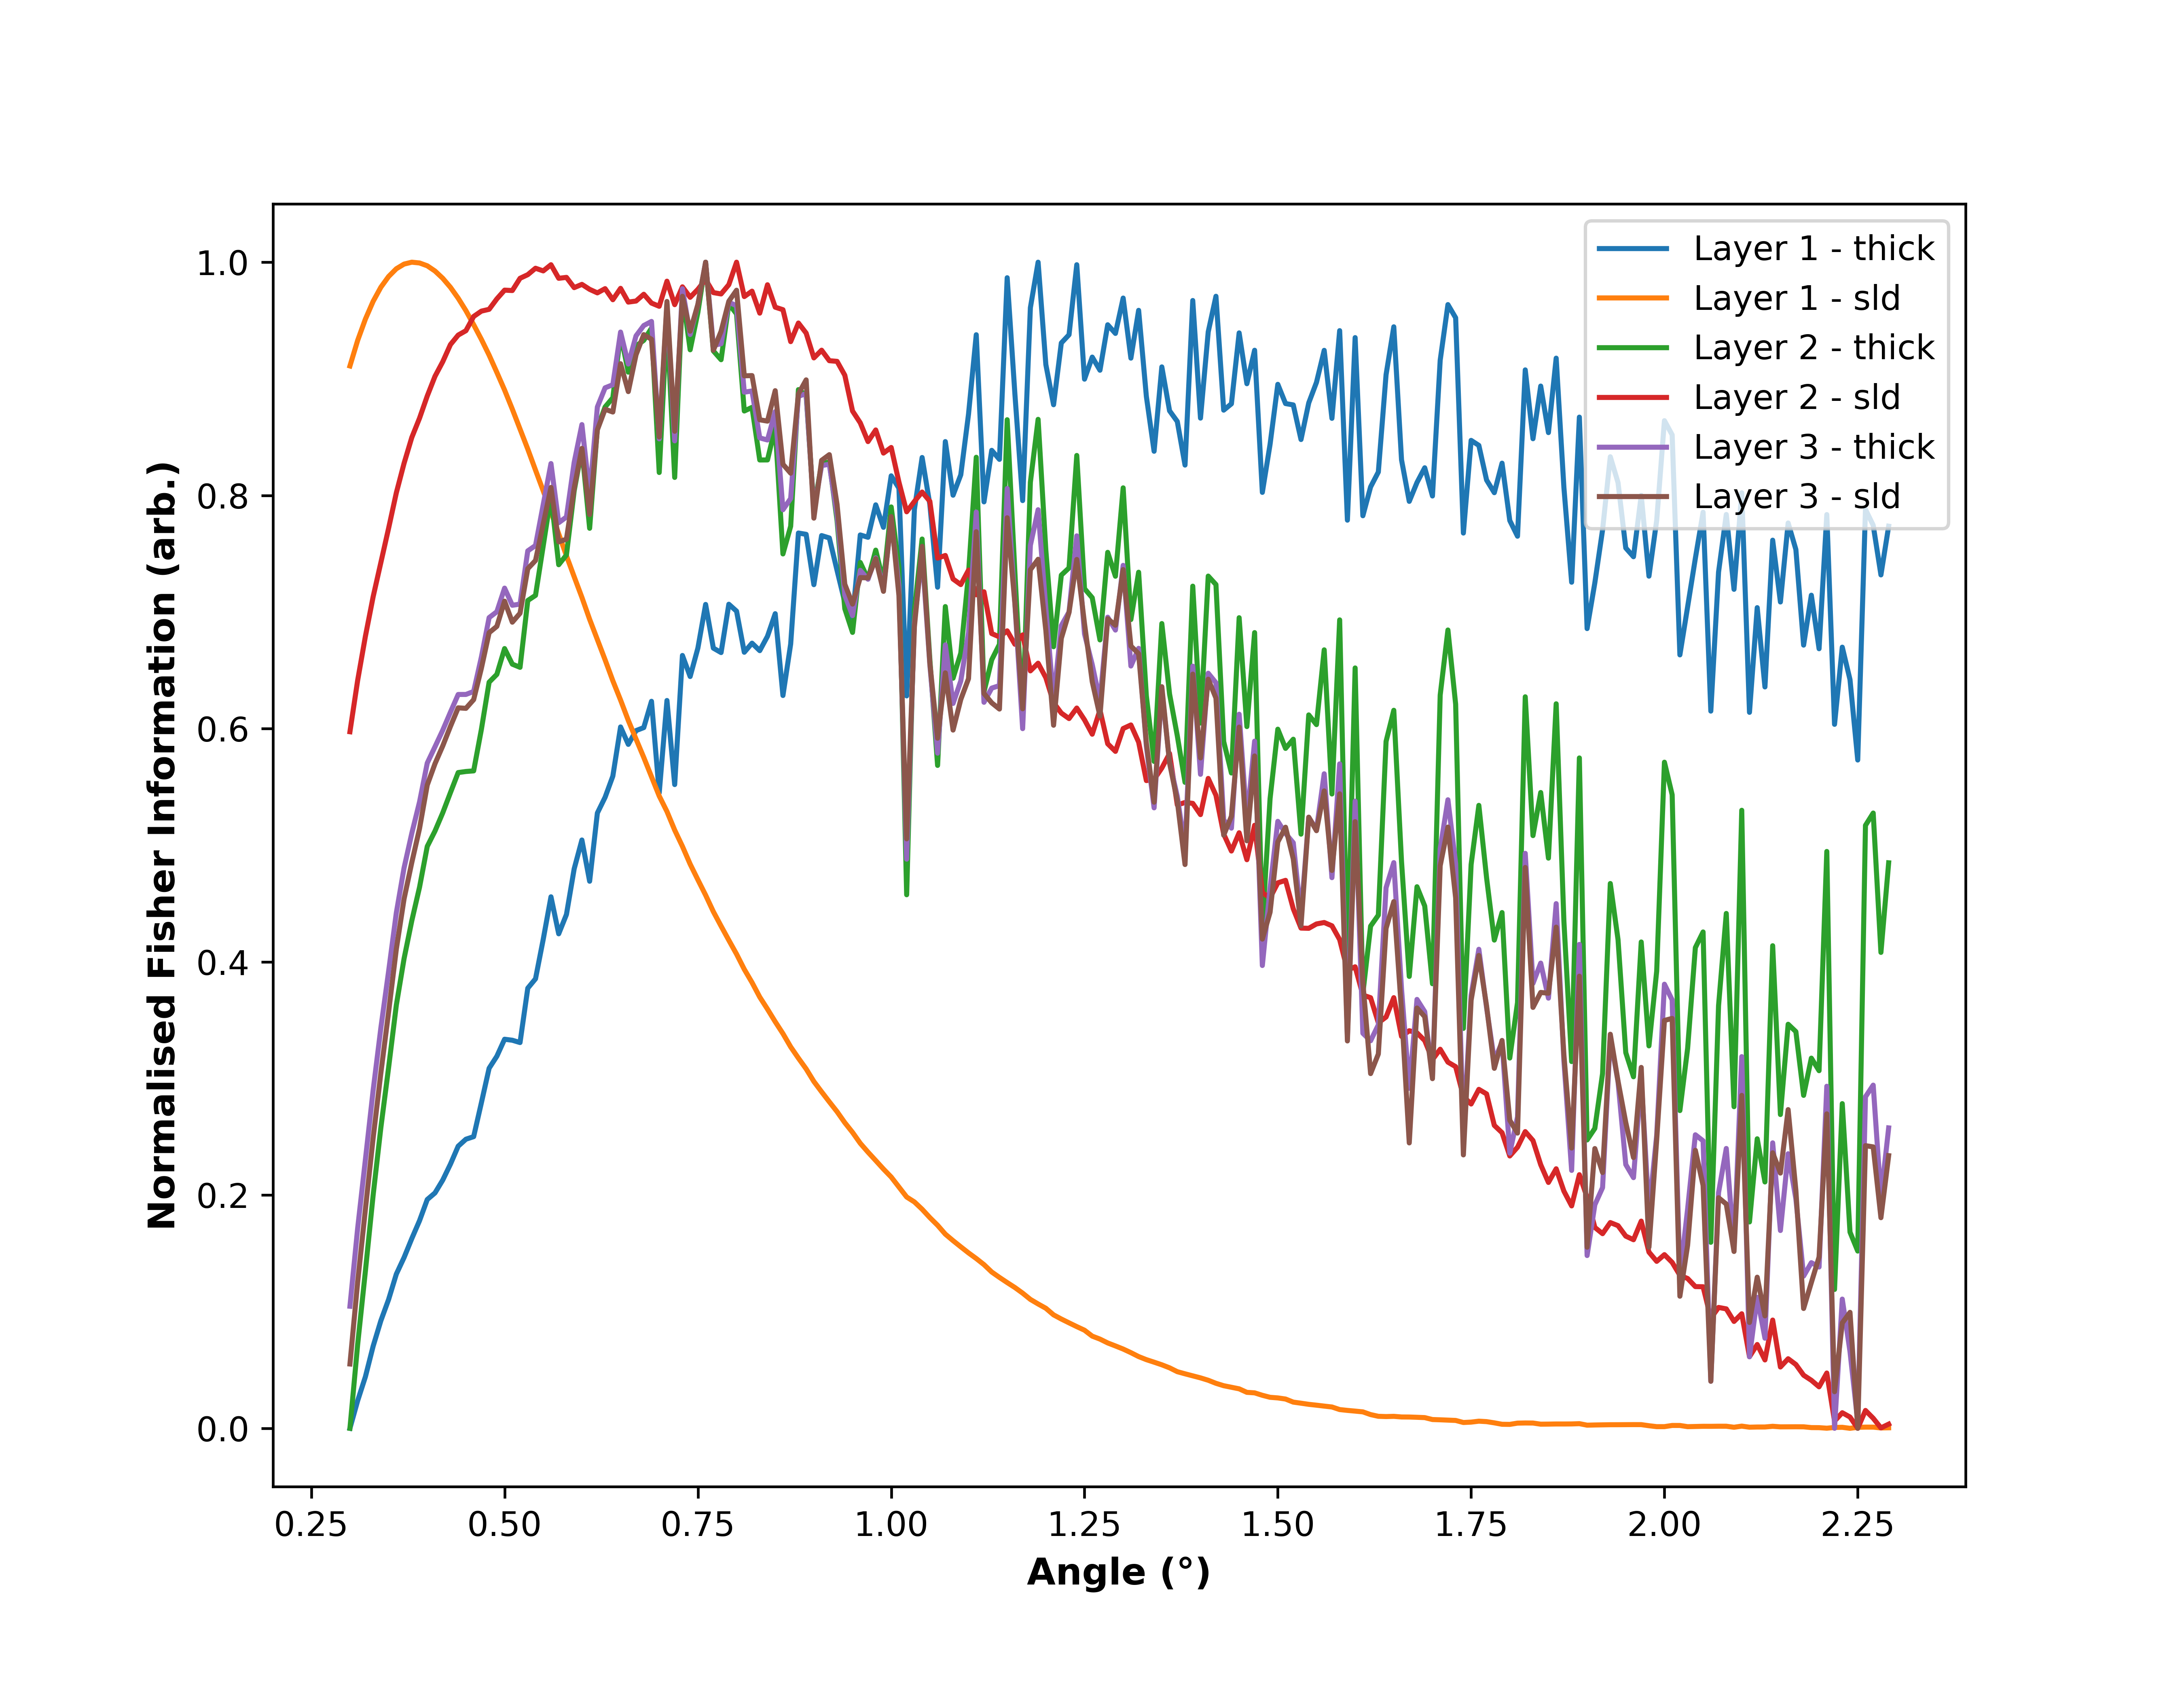 Normalised Fisher Information (arb.)
1.0
0.8
0.6
0.4
0.2
0.0
Layer 1 - thick
Layer 1 - sld
Layer 2 - thick
Layer 2 - sld
Layer 3 - thick
Layer 3 - sld
0.25 0.50 0.75 1.00 1.25 1.50 1.75 2.00 2.25
Angle (°)